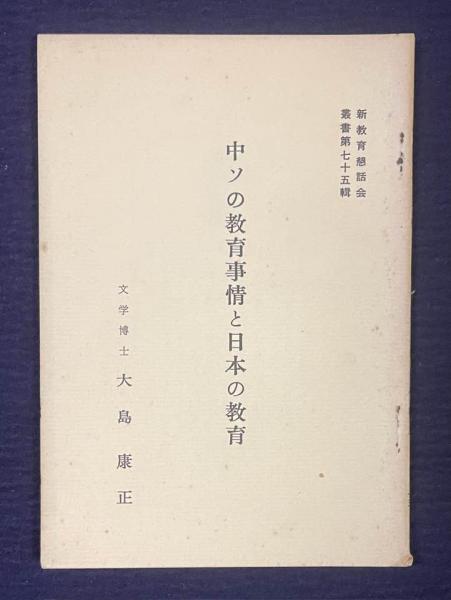 新教育懇話会
叢書第七十五輯
中ソの教育事情と日本の教育
文学博士 大島康正